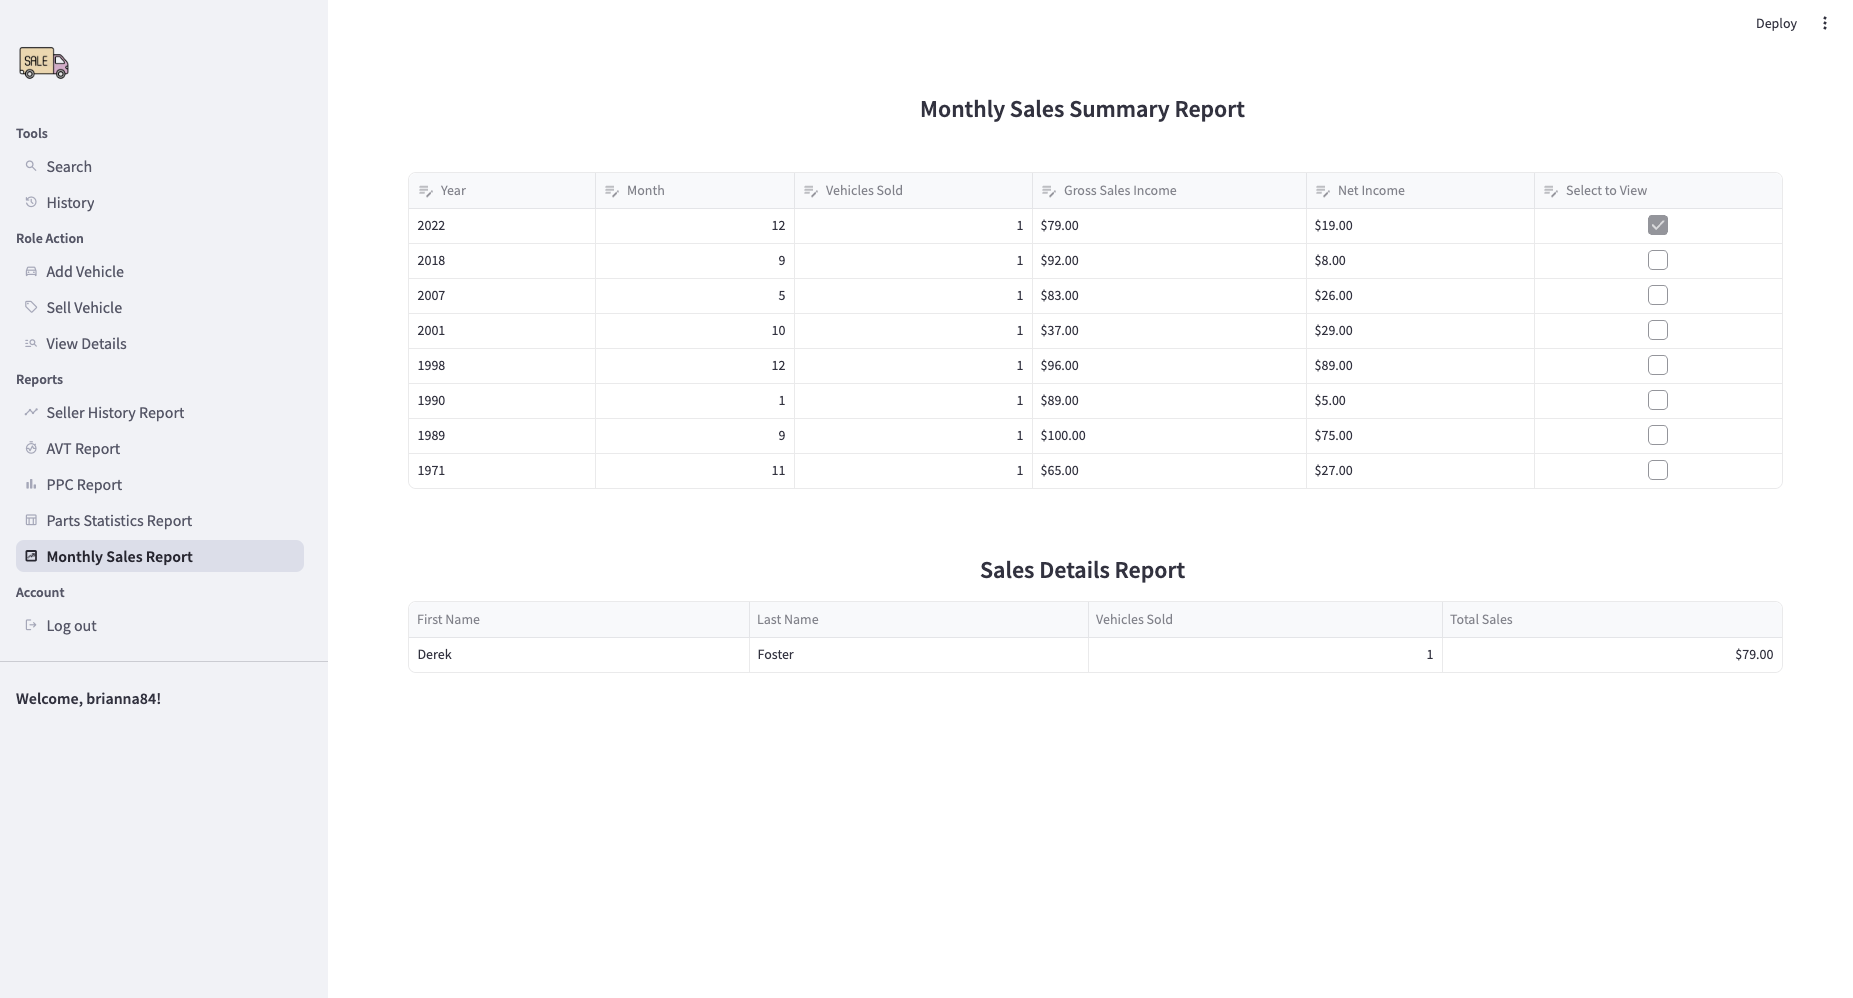 Deploy
SALE
Tools
Search
History
Role Action
Add Vehicle
Sell Vehicle
View Details
Reports
Seller History Report
AVT Report
PPC Report
Parts Statistics Report
Monthly Sales Report
Account
Log out
Welcome, brianna84!
Monthly Sales Summary Report
Year Month Vehicles Sold Gross Sales Income Net Income Select to View
2022 12 1 $79.00 $19.00
2018 9 1 $92.00 $8.00
2007 5 1 $83.00 $26.00
2001 10 1 $37.00 $29.00
1998 12 1 $96.00 $89.00
1990 1 1 $89.00 $5.00
1989 9 1 $100.00 $75.00
1971 11 1 $65.00 $27.00
Sales Details Report
First Name Last Name Vehicles Sold Total Sales
Derek Foster 1 $79.00